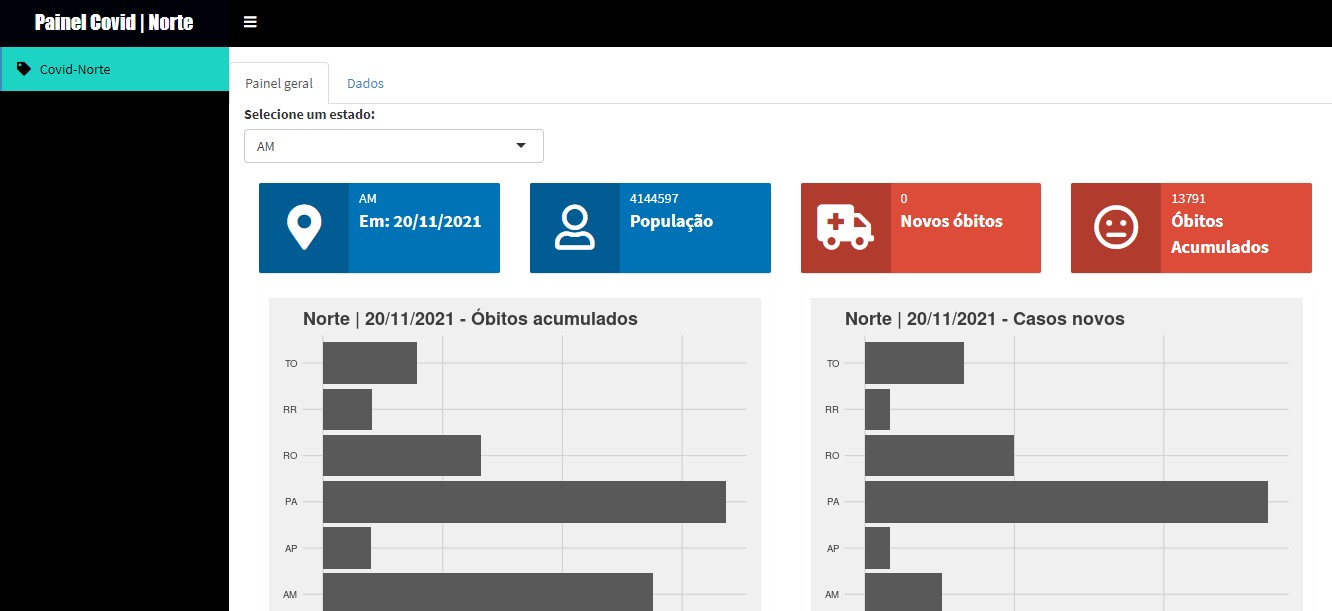 Painel Covid | Norte
Covid-Norte
Painel geral
Dados
Selecione um estado:
AM
AM
Em: 20/11/2021
4144597
População
0
Novos óbitos
13791
Óbitos
Acumulados
Norte | 20/11/2021 - Óbitos acumulados
TO
RR
RO
PA
AP
AM
Norte | 20/11/2021 - Casos novos
TO
RR
RO
PA
AP
AM